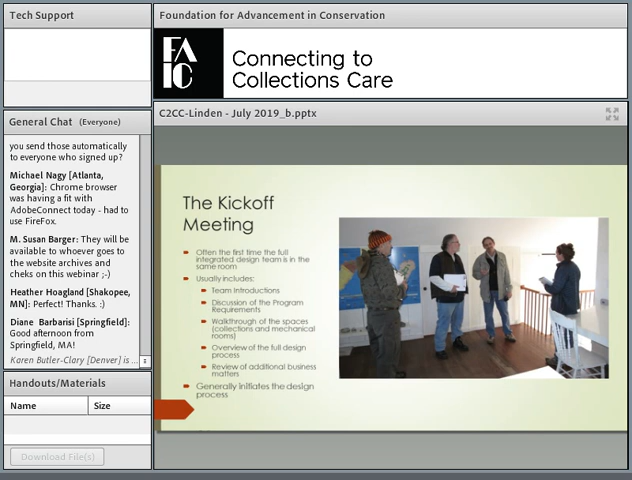 Tech Support
Foundation for Advancement in Conservation
FA
IC
Connecting to
Collections Care
General Chat (Everyone)
you send those automatically
to everyone who signed up?
Michael Nagy [Atlanta,
Georgia]: Chrome browser
was having a fit with
AdobeConnect today - had to
use FireFox.
M. Susan Barger: They will be
available to whoever goes to
the website archives and
cheks on this webinar ;-)
Heather Hoagland [Shakopee,
MN]: Perfect! Thanks. :)
Diane Barbarisi [Springfield]:
Good afternoon from
Springfield, MA!
Karen Butler-Clary [Denver] is ...
Handouts/Materials
Name Size
Download File(s)
C2CC-Linden - July 2019_b.pptx
The Kickoff
Meeting
Often the first time the full
integrated design team is in the
same room
Usually includes:
Team Introductions
Discussion of the Program
Requirements
Walkthrough of the spaces
(collections and mechanical
rooms)
Overview of the full design
process
Review of additional business
matters
Generally initiates the design
process